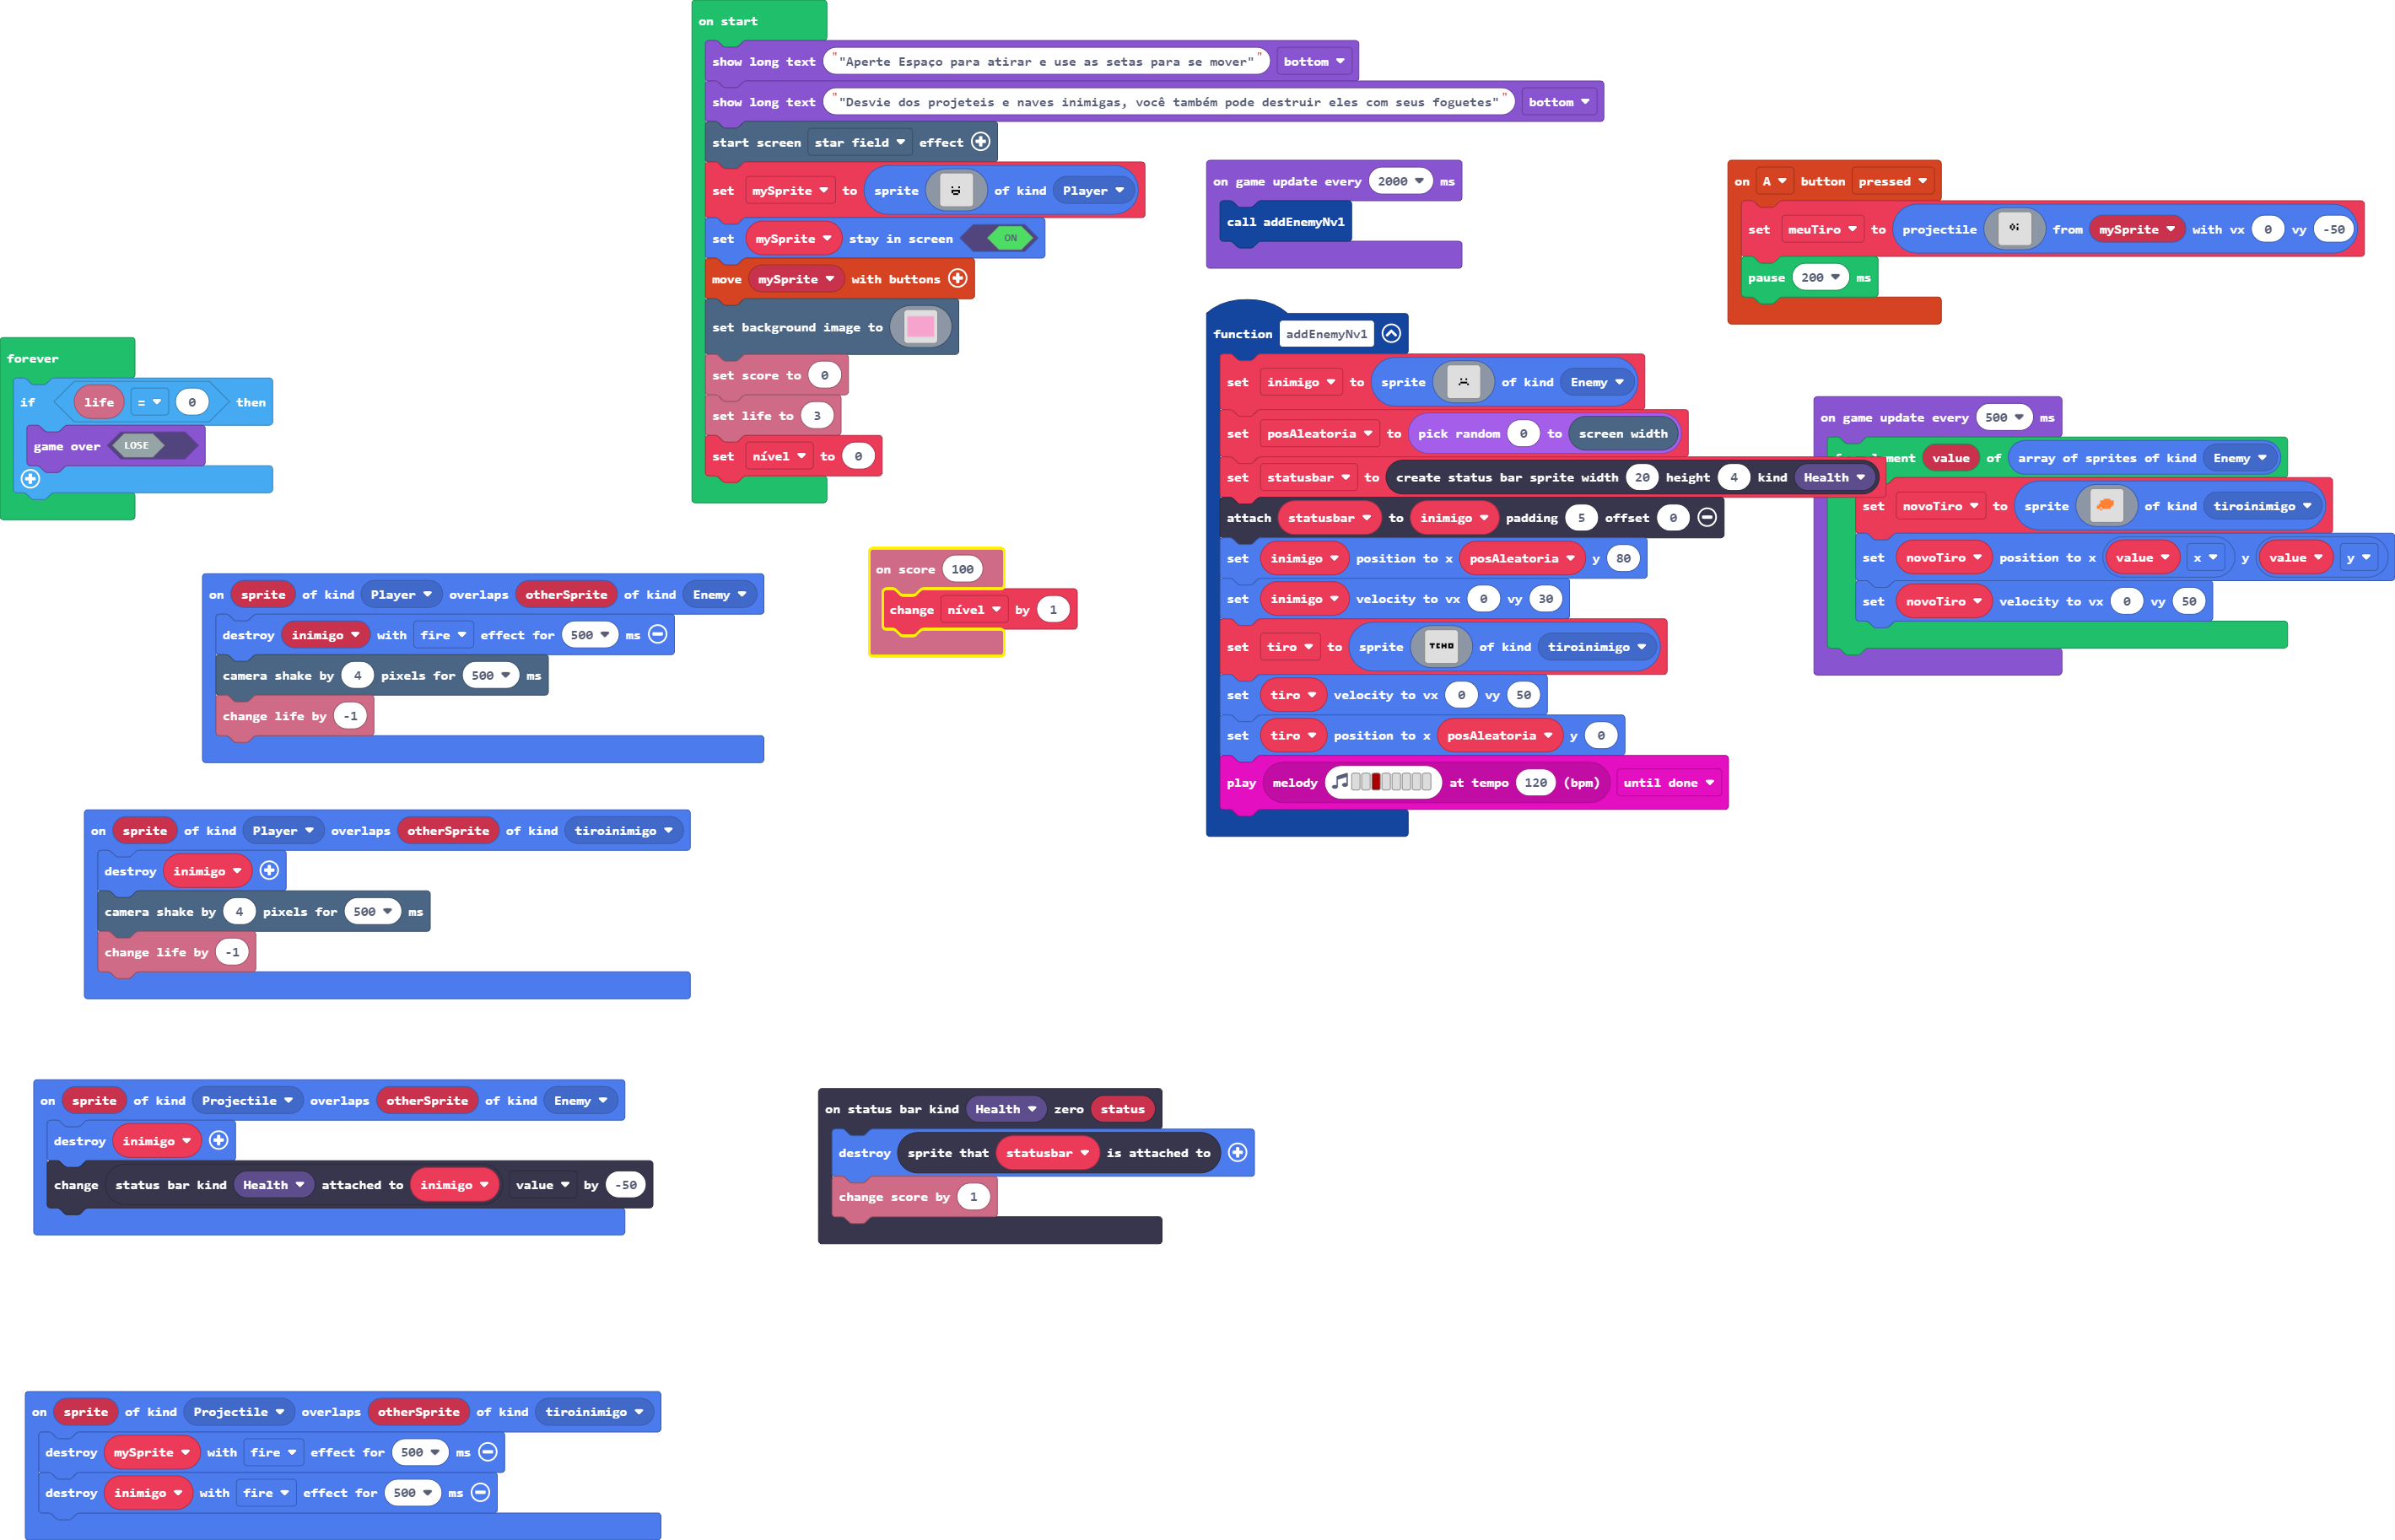 on start
show long text ""Aperte Espaço para atirar e use as setas para se mover"" bottom
show long text ""Desvie dos projeteis e naves inimigas, você também pode destruir eles com seus foguetes"" bottom
start screen star field effect
set mySprite to sprite of kind Player
set mySprite stay in screen ON
move mySprite with buttons
set background image to
set score to 0
set life to 3
set nível to 0
on game update every 2000 ms
call addEnemyNv1
on A button pressed
set meuTiro to projectile from mySprite with vx 0 vy -50
pause 200 ms
forever
if life = 0 then
game over LOSE
function addEnemyNv1
set inimigo to sprite of kind Enemy
set posAleatoria to pick random 0 to screen width
set statusbar to create status bar sprite width 20 height 4 kind Health
attach statusbar to inimigo padding 5 offset 0
set inimigo position to x posAleatoria y 80
set inimigo velocity to vx 0 vy 30
set tiro to sprite of kind tiroinimigo
set tiro velocity to vx 0 vy 50
set tiro position to x posAleatoria y 0
play melody at tempo 120 (bpm) until done
on game update every 500 ms
value of array of sprites of kind Enemy
set novoTiro to sprite of kind tiroinimigo
set novoTiro position to x value x y value y
set novoTiro velocity to vx 0 vy 50
on score 100
change nível by 1
on sprite of kind Player overlaps otherSprite of kind Enemy
destroy inimigo with fire effect for 500 ms
camera shake by 4 pixels for 500 ms
change life by -1
on sprite of kind Player overlaps otherSprite of kind tiroinimigo
destroy inimigo
camera shake by 4 pixels for 500 ms
change life by -1
on sprite of kind Projectile overlaps otherSprite of kind Enemy
destroy inimigo
change status bar kind Health attached to inimigo value by -50
on status bar kind Health zero status
destroy sprite that statusbar is attached to
change score by 1
on sprite of kind Projectile overlaps otherSprite of kind tiroinimigo
destroy mySprite with fire effect for 500 ms
destroy inimigo with fire effect for 500 ms